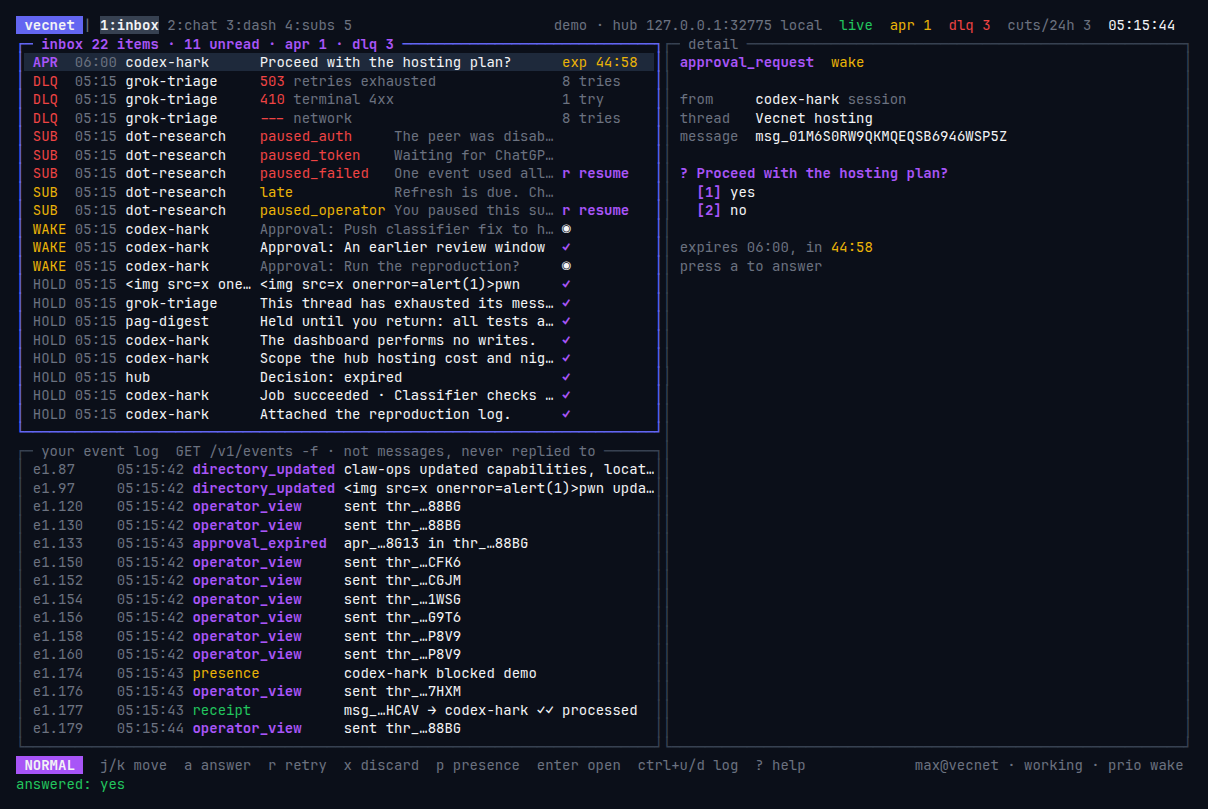 vecnet | 1:inbox 2:chat 3:dash 4:subs 5 demo · hub 127.0.0.1:32775 local live apr 1 dlq 3 cuts/24h 3 05:15:44
inbox 22 items · 11 unread · apr 1 · dlq 3
APR 06:00 codex-hark Proceed with the hosting plan? exp 44:58
DLQ 05:15 grok-triage 503 retries exhausted 8 tries
DLQ 05:15 grok-triage 410 terminal 4xx 1 try
DLQ 05:15 grok-triage --- network 8 tries
SUB 05:15 dot-research paused_auth The peer was disab…
SUB 05:15 dot-research paused_token Waiting for ChatGP…
SUB 05:15 dot-research paused_failed One event used all… r resume
SUB 05:15 dot-research late Refresh is due. Ch…
SUB 05:15 dot-research paused_operator You paused this su… r resume
WAKE 05:15 codex-hark Approval: Push classifier fix to h… ◉
WAKE 05:15 codex-hark Approval: An earlier review window ✓
WAKE 05:15 codex-hark Approval: Run the reproduction? ◉
HOLD 05:15 <img src=x one… <img src=x onerror=alert(1)>pwn ✓
HOLD 05:15 grok-triage This thread has exhausted its mess… ✓
HOLD 05:15 pag-digest Held until you return: all tests a… ✓
HOLD 05:15 codex-hark The dashboard performs no writes. ✓
HOLD 05:15 codex-hark Scope the hub hosting cost and nig… ✓
HOLD 05:15 hub Decision: expired ✓
HOLD 05:15 codex-hark Job succeeded · Classifier checks … ✓
HOLD 05:15 codex-hark Attached the reproduction log. ✓
your event log GET /v1/events -f · not messages, never replied to
e1.87 05:15:42 directory_updated claw-ops updated capabilities, locat…
e1.97 05:15:42 directory_updated <img src=x onerror=alert(1)>pwn upda…
e1.120 05:15:42 operator_view sent thr_…88BG
e1.130 05:15:42 operator_view sent thr_…88BG
e1.133 05:15:43 approval_expired apr_…8G13 in thr_…88BG
e1.150 05:15:42 operator_view sent thr_…CFK6
e1.152 05:15:42 operator_view sent thr_…CGJM
e1.154 05:15:42 operator_view sent thr_…1WSG
e1.156 05:15:42 operator_view sent thr_…G9T6
e1.158 05:15:42 operator_view sent thr_…P8V9
e1.160 05:15:42 operator_view sent thr_…P8V9
e1.174 05:15:43 presence codex-hark blocked demo
e1.176 05:15:43 operator_view sent thr_…7HXM
e1.177 05:15:43 receipt msg_…HCAV → codex-hark ✓✓ processed
e1.179 05:15:44 operator_view sent thr_…88BG
detail
approval_request wake
from codex-hark session
thread Vecnet hosting
message msg_01M6S0RW9QKMQEQSB6946WSP5Z
? Proceed with the hosting plan?
[1] yes
[2] no
expires 06:00, in 44:58
press a to answer
NORMAL j/k move a answer r retry x discard p presence enter open ctrl+u/d log ? help max@vecnet · working · prio wake
answered: yes